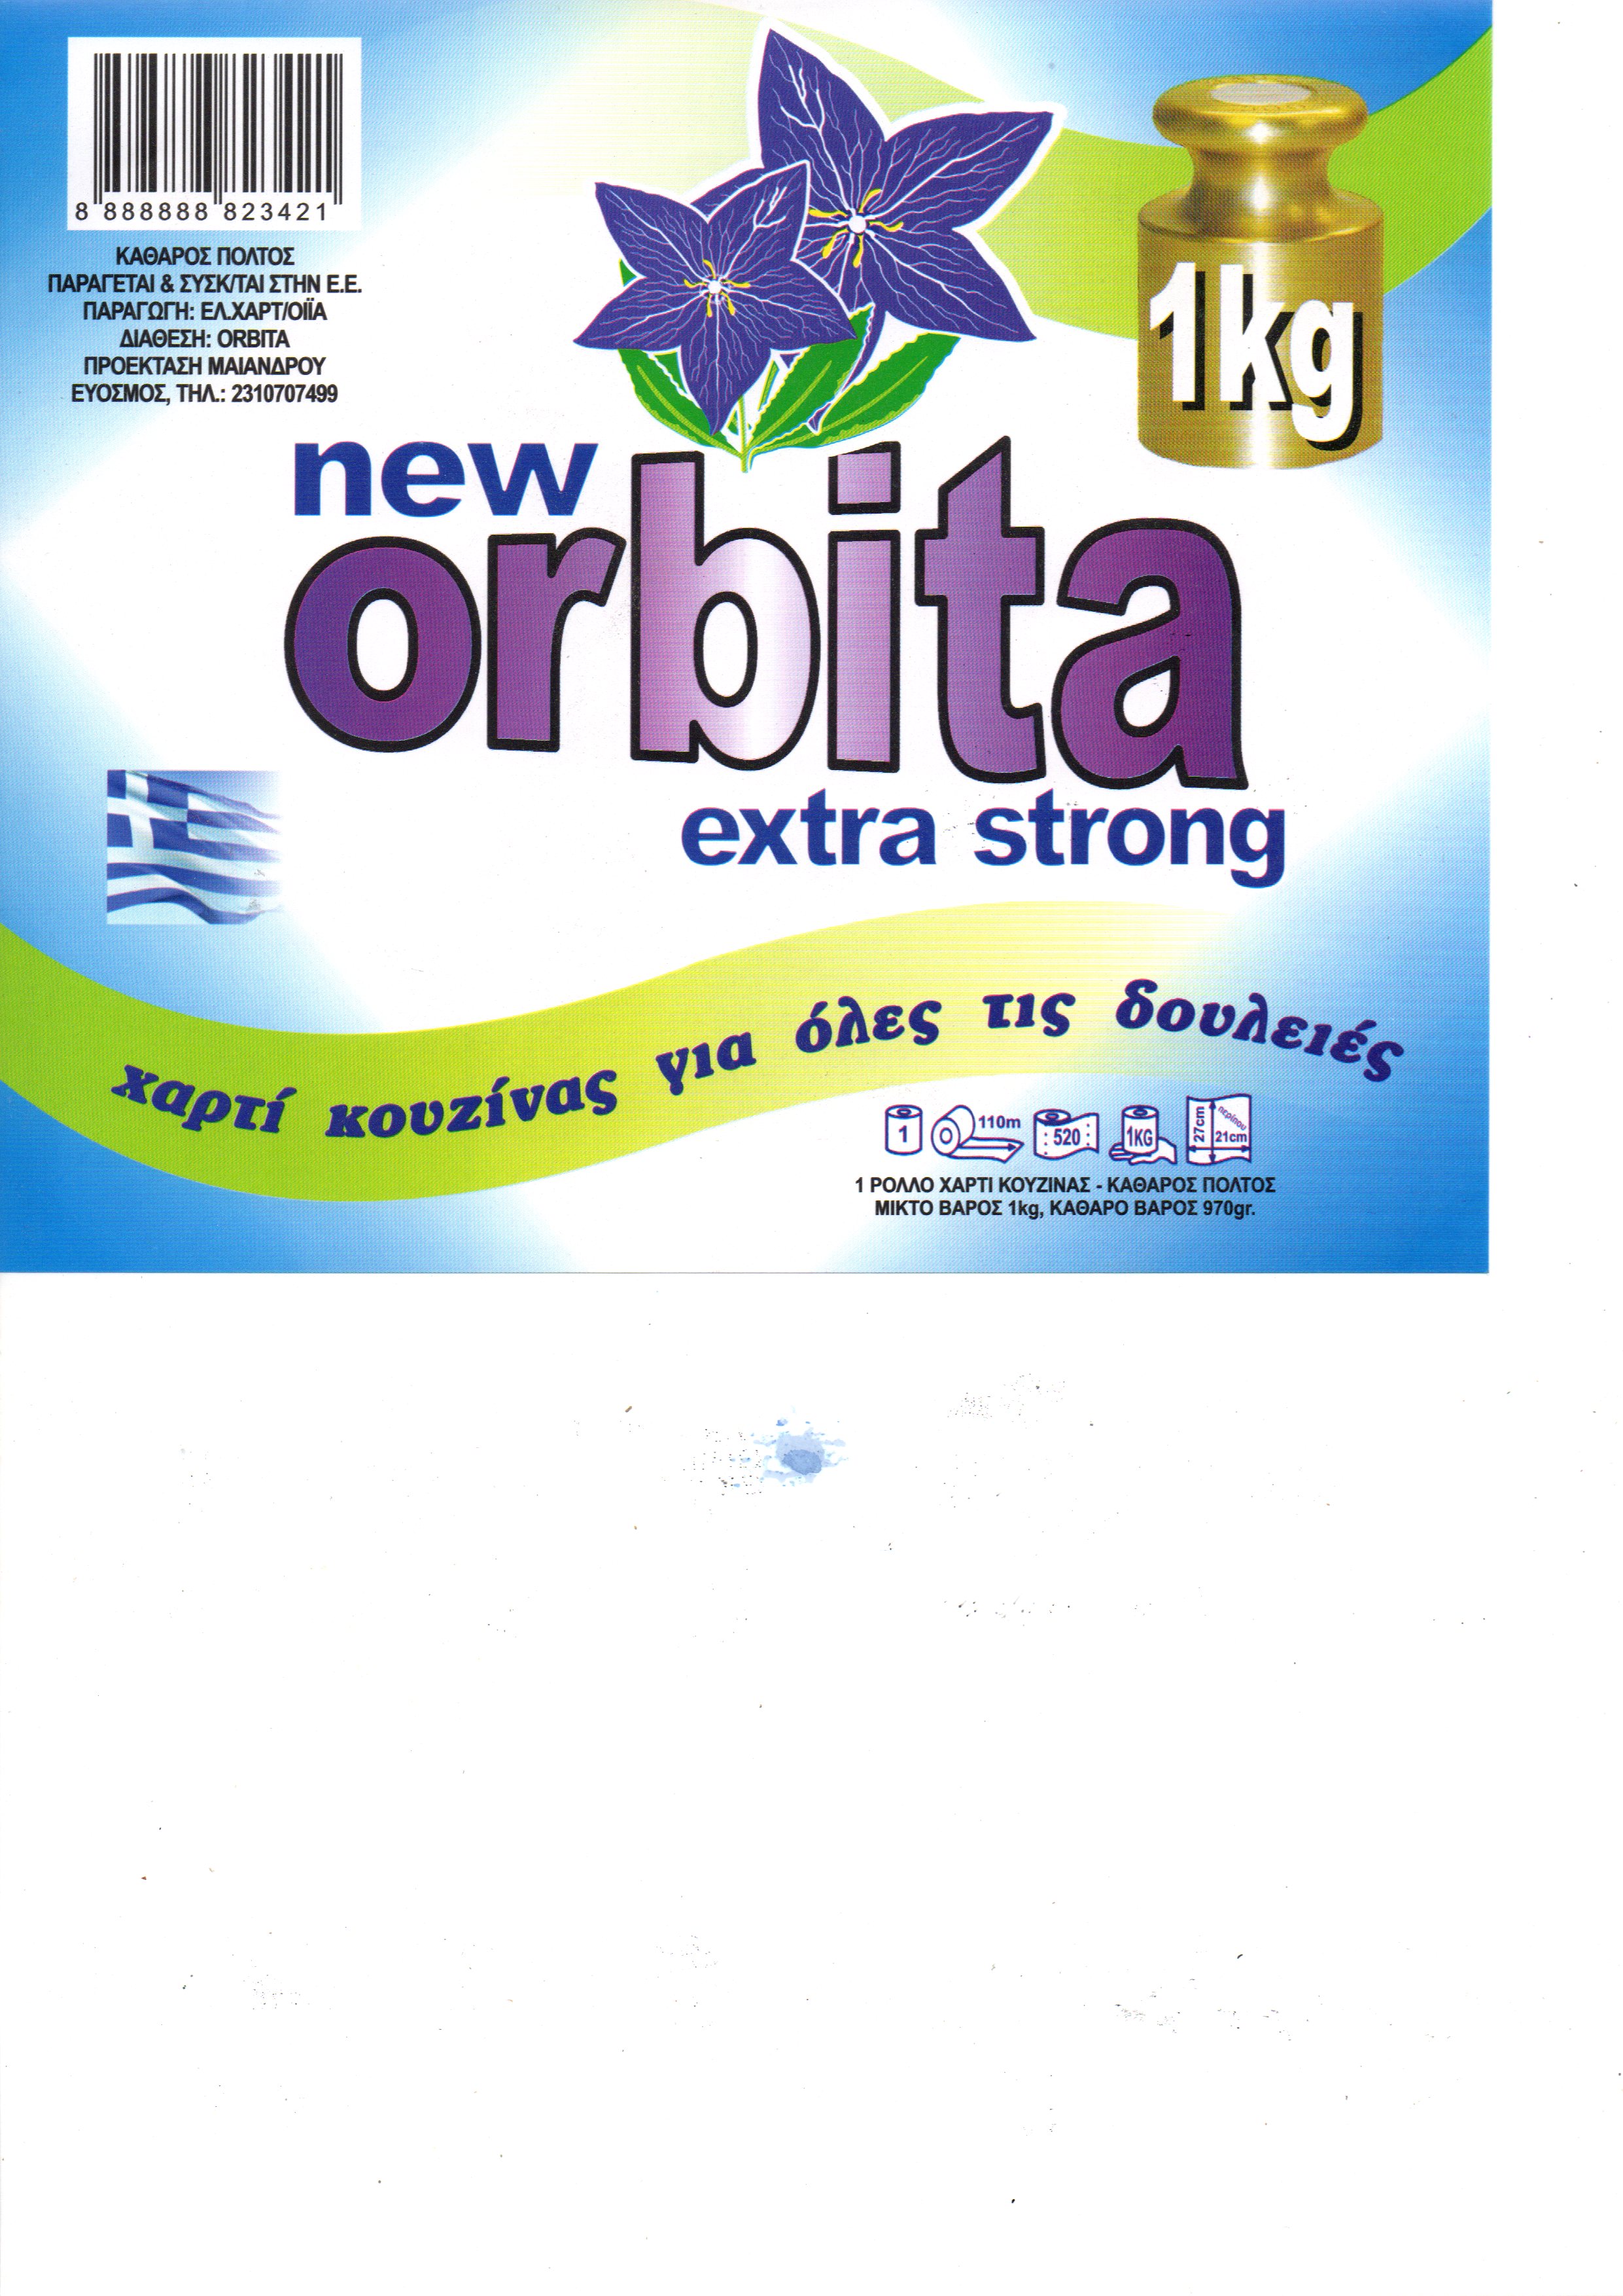 8 888888 823421
ΚΑΘΑΡΟΣ ΠΟΛΤΟΣ
ΠΑΡΑΓΕΤΑΙ & ΣΥΣΚ/ΤΑΙ ΣΤΗΝ Ε.Ε.
ΠΑΡΑΓΩΓΗ: ΕΛ.ΧΑΡΤ/ΟΙΪΑ
ΔΙΑΘΕΣΗ: ORBITA
ΠΡΟΕΚΤΑΣΗ ΜΑΙΑΝΔΡΟΥ
ΕΥΟΣΜΟΣ, ΤΗΛ.: 2310707499
1kg
new
orbita
extra strong
χαρτί κουζίνας για όλες τις δουλειές
1
110m
520
1KG
27cm
περίπου
21cm
1 ΡΟΛΛΟ ΧΑΡΤΙ ΚΟΥΖΙΝΑΣ - ΚΑΘΑΡΟΣ ΠΟΛΤΟΣ
ΜΙΚΤΟ ΒΑΡΟΣ 1kg, ΚΑΘΑΡΟ ΒΑΡΟΣ 970gr.